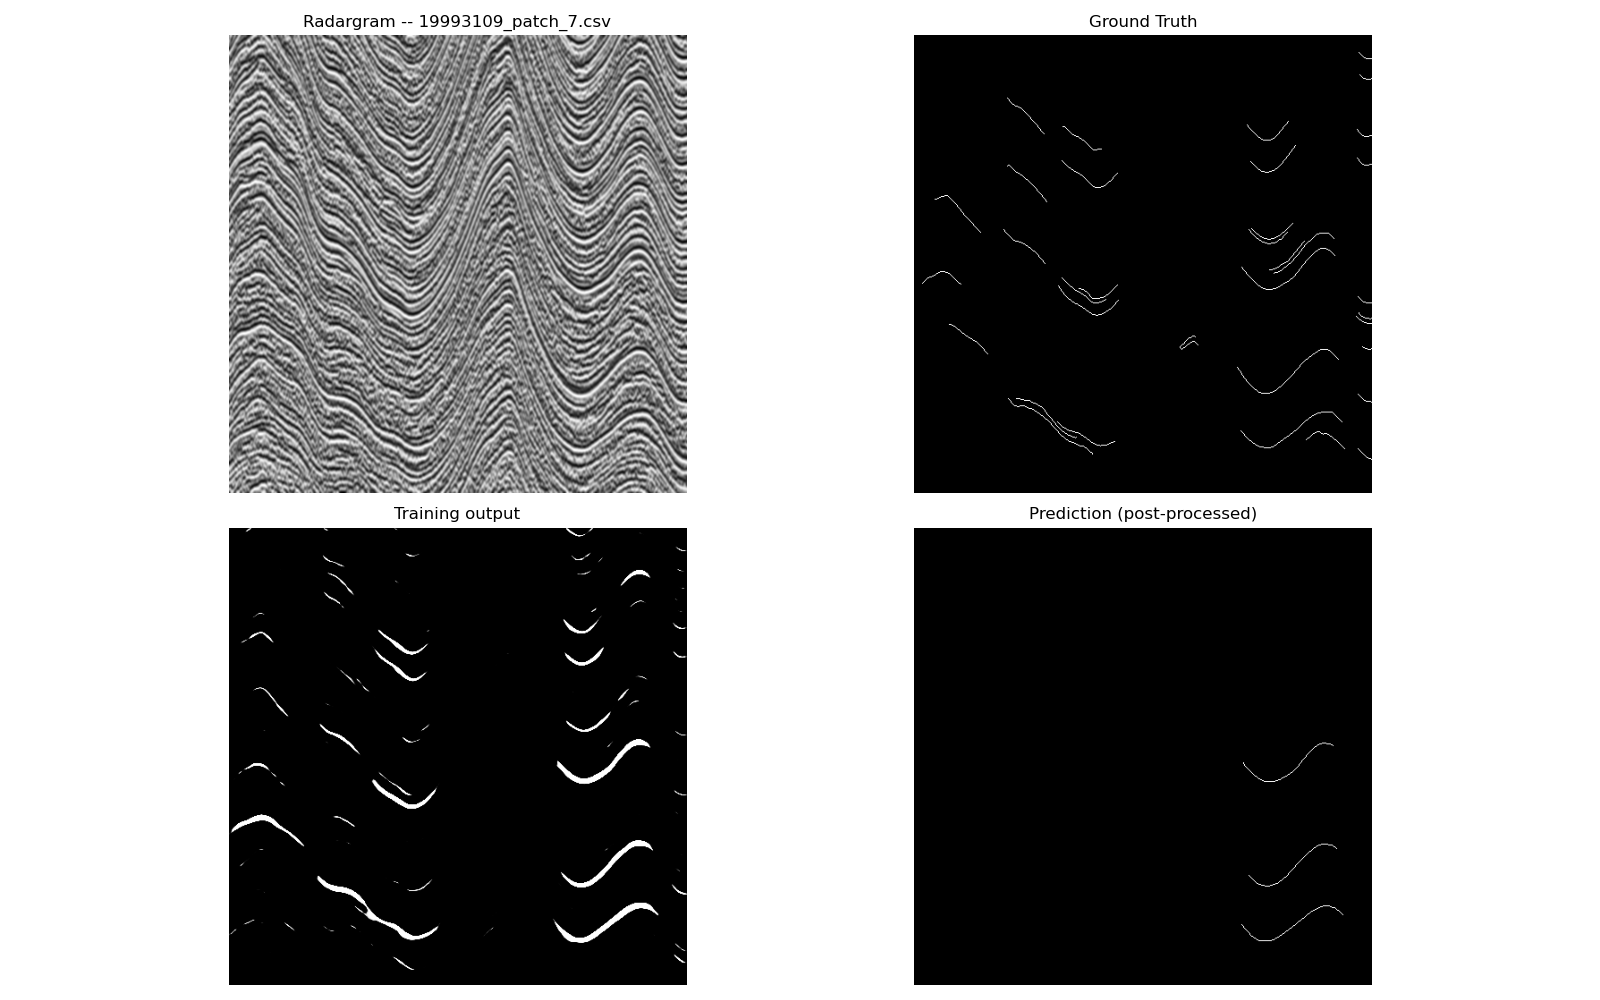 Radargram -- 19993109_patch_7.csv
Ground Truth
Training output
Prediction (post-processed)